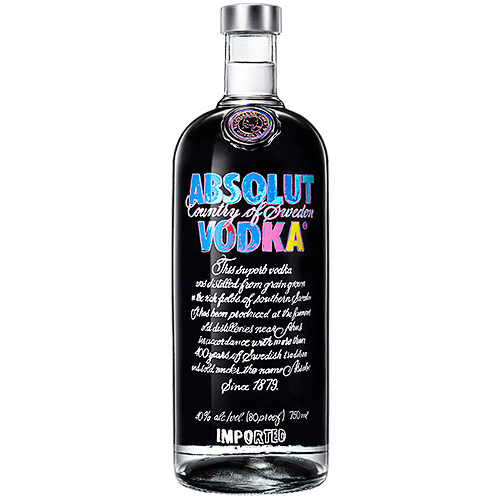 ABSOLUT
Country of Sweden
VODKA®
This superb vodka
was distilled from grain grown
in the rich fields of southern Sweden
It has been produced at the famous
old distilleries near Åhus
in accordance with more than
400 years of Swedish tradition
and sold under the name Absolut
Since 1879.
40% alc/vol. (80 proof) 750 ml
IMPORTED